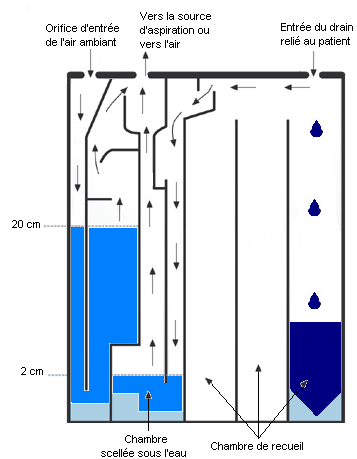 Orifice d'entrée
de l'air ambiant
Vers la source
d'aspiration ou
vers l'air
Entrée du drain
relié au patient
20 cm
2 cm
Chambre
scellée sous l'eau
Chambre de recueil